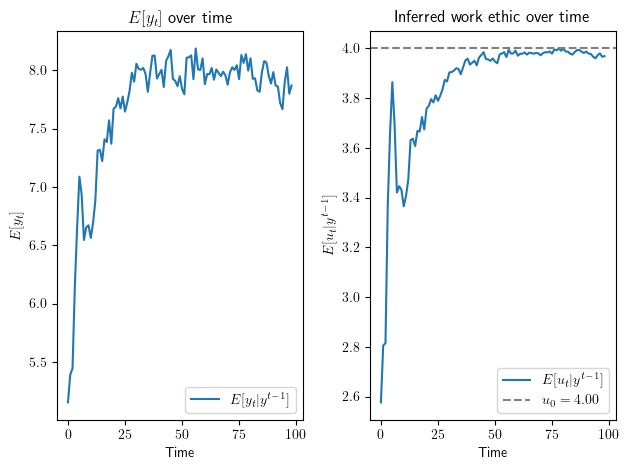 E[y_t] over time
E[y_t]
8.0
7.5
7.0
6.5
6.0
5.5
0
25
50
75
100
Time
E[y_t|y^{t−1}]
Inferred work ethic over time
E[u_t|y^{t−1}]
4.0
3.8
3.6
3.4
3.2
3.0
2.8
2.6
0
25
50
75
100
Time
E[u_t|y^{t−1}]
u_0 = 4.00